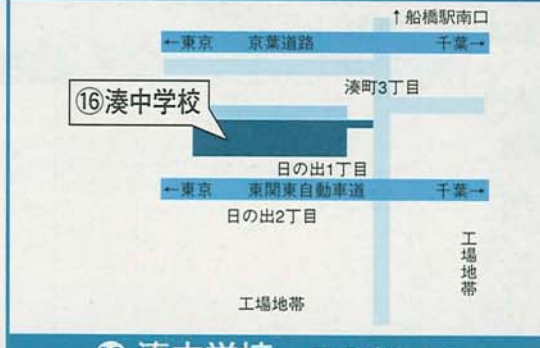 ↑船橋駅南口
←東京 京葉道路 千葉→
湊町3丁目
⑯湊中学校
日の出1丁目
←東京 東関東自動車道 千葉→
日の出2丁目
工場地帯
工場地帯